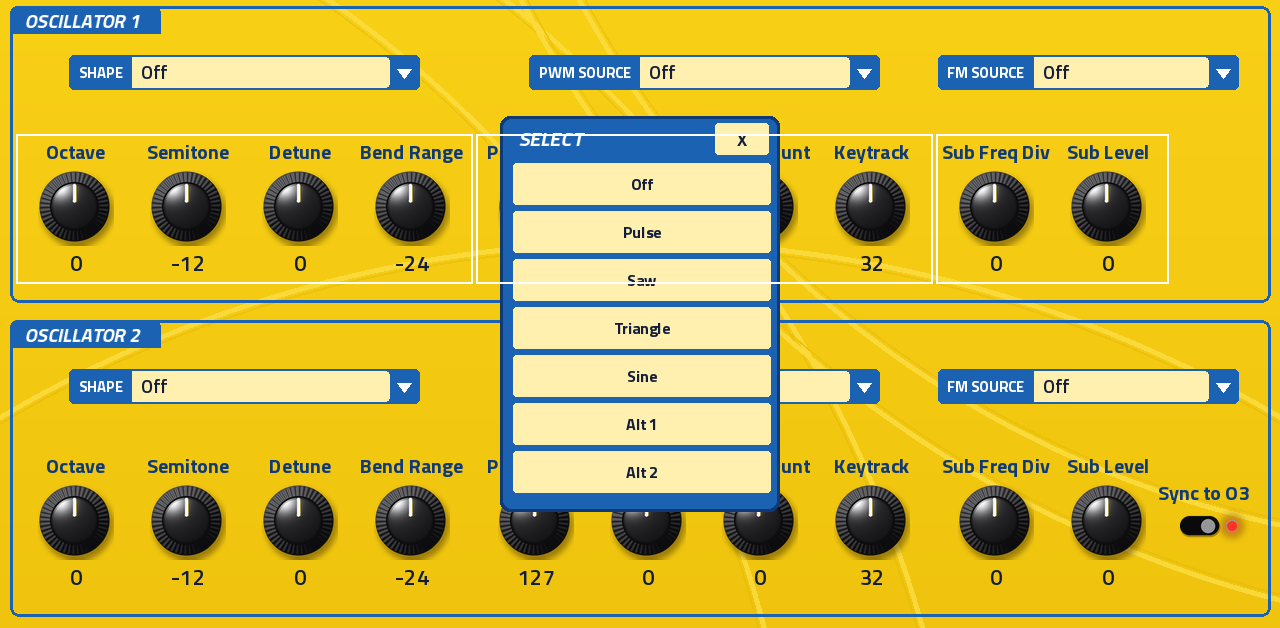 OSCILLATOR 1
SHAPE Off PWM SOURCE Off FM SOURCE Off
SELECT X
Octave Semitone Detune Bend Range Keytrack Sub Freq Div Sub Level
Off
Pulse
0 -12 0 -24 32 0 0
Saw
Triangle
OSCILLATOR 2
Sine
SHAPE Off FM SOURCE Off
Alt 1
Octave Semitone Detune Bend Range Keytrack Sub Freq Div Sub Level
Alt 2
Sync to O3
0 -12 0 -24 127 0 0 32 0 0